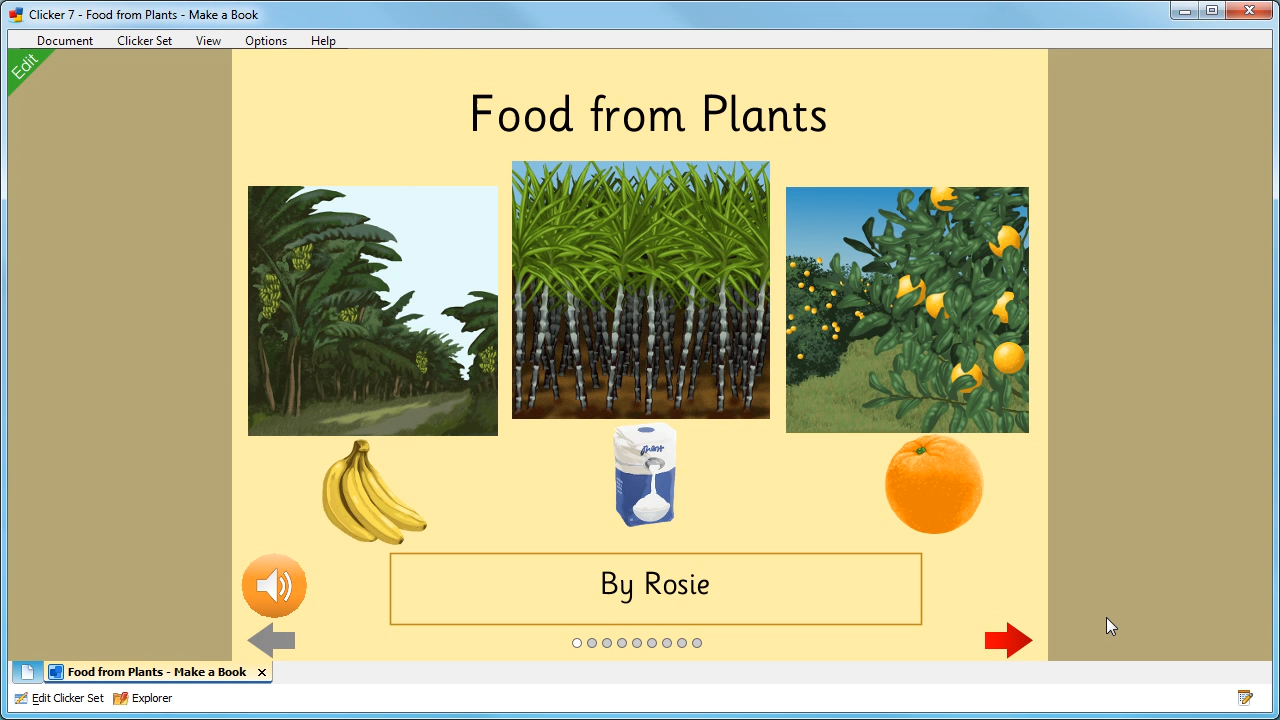 Clicker 7 - Food from Plants - Make a Book
Document Clicker Set View Options Help
Edit
Food from Plants
By Rosie
Food from Plants - Make a Book
Edit Clicker Set Explorer